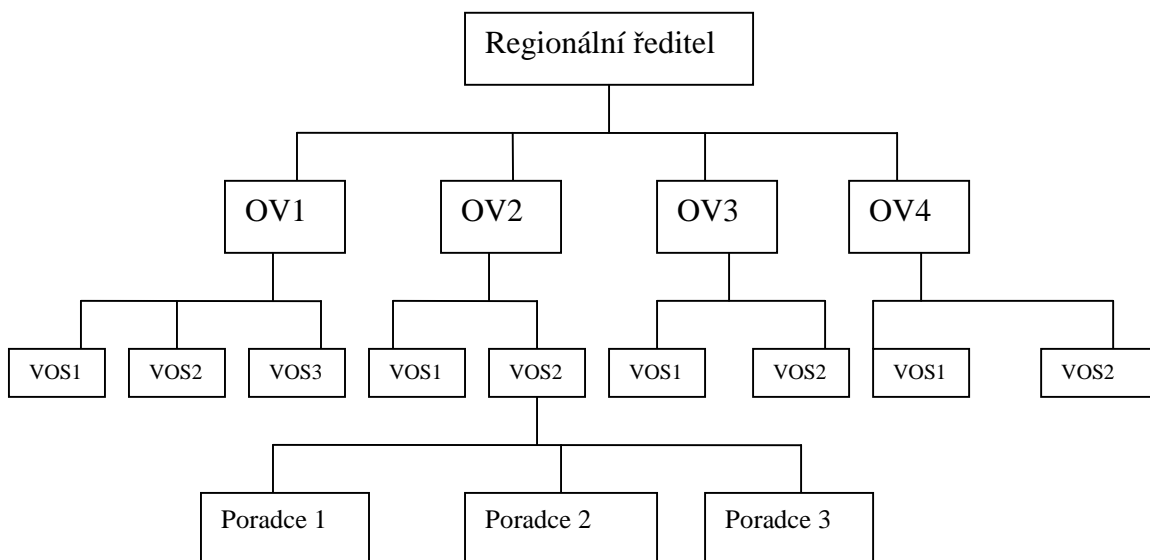 Regionální ředitel
OV1 OV2 OV3 OV4
VOS1 VOS2 VOS3 VOS1 VOS2 VOS1 VOS2 VOS1 VOS2
Poradce 1 Poradce 2 Poradce 3